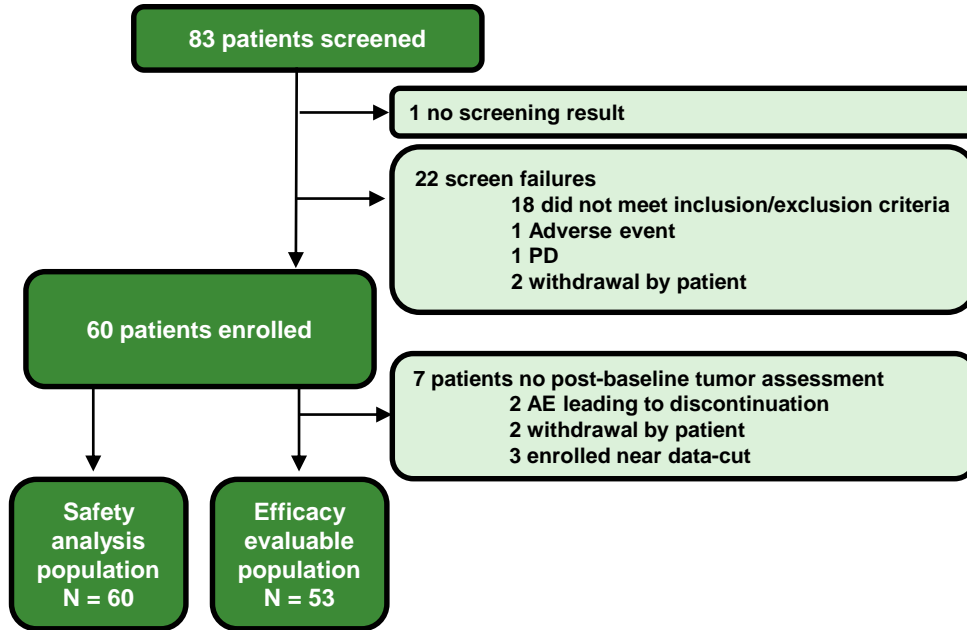 83 patients screened
1 no screening result
22 screen failures
18 did not meet inclusion/exclusion criteria
1 Adverse event
1 PD
2 withdrawal by patient
60 patients enrolled
7 patients no post-baseline tumor assessment
2 AE leading to discontinuation
2 withdrawal by patient
3 enrolled near data-cut
Safety
analysis
population
N = 60
Efficacy
evaluable
population
N = 53